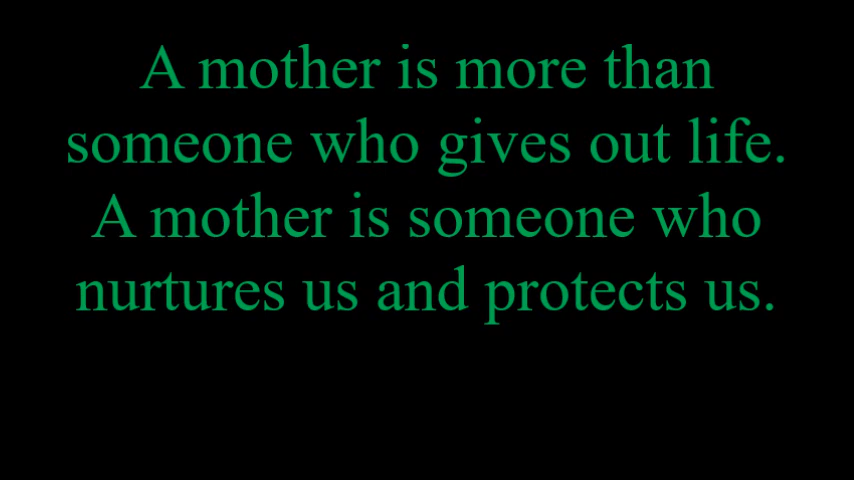 A mother is more than
someone who gives out life.
A mother is someone who
nurtures us and protects us.